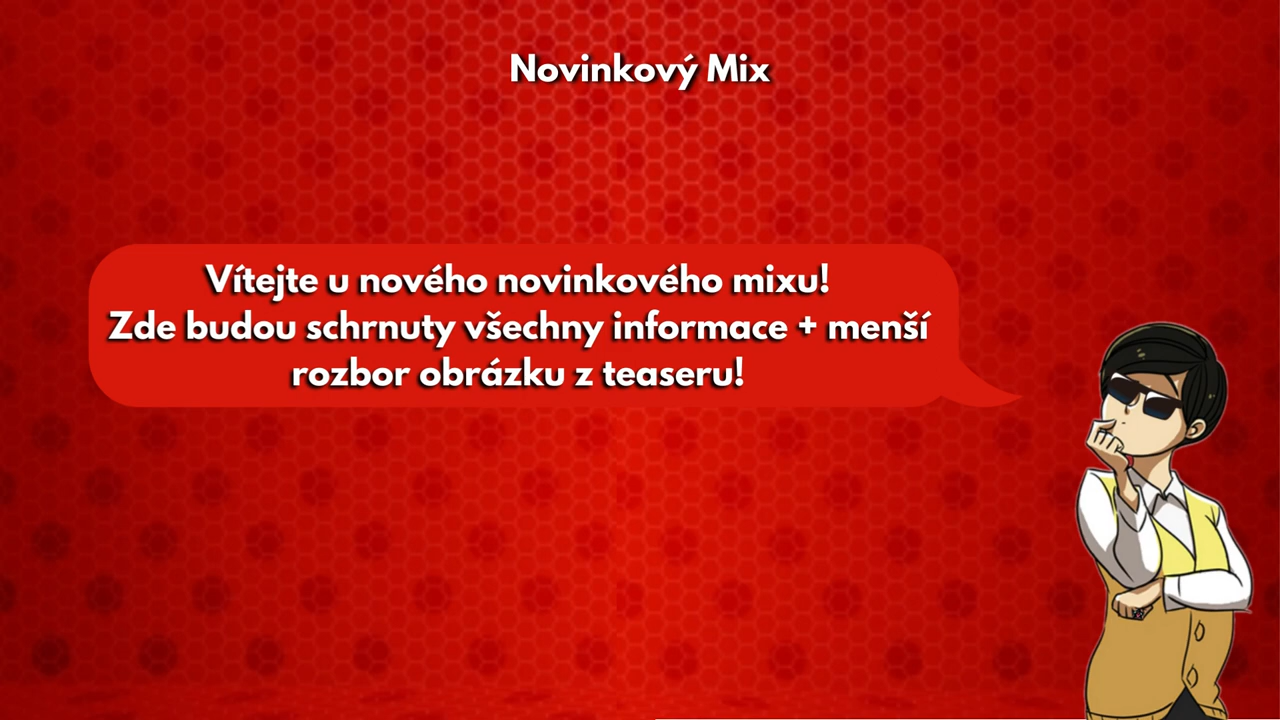 Novinkový Mix
Vítejte u nového novinkového mixu!
Zde budou schrnuty všechny informace + menší
rozbor obrázku z teaseru!